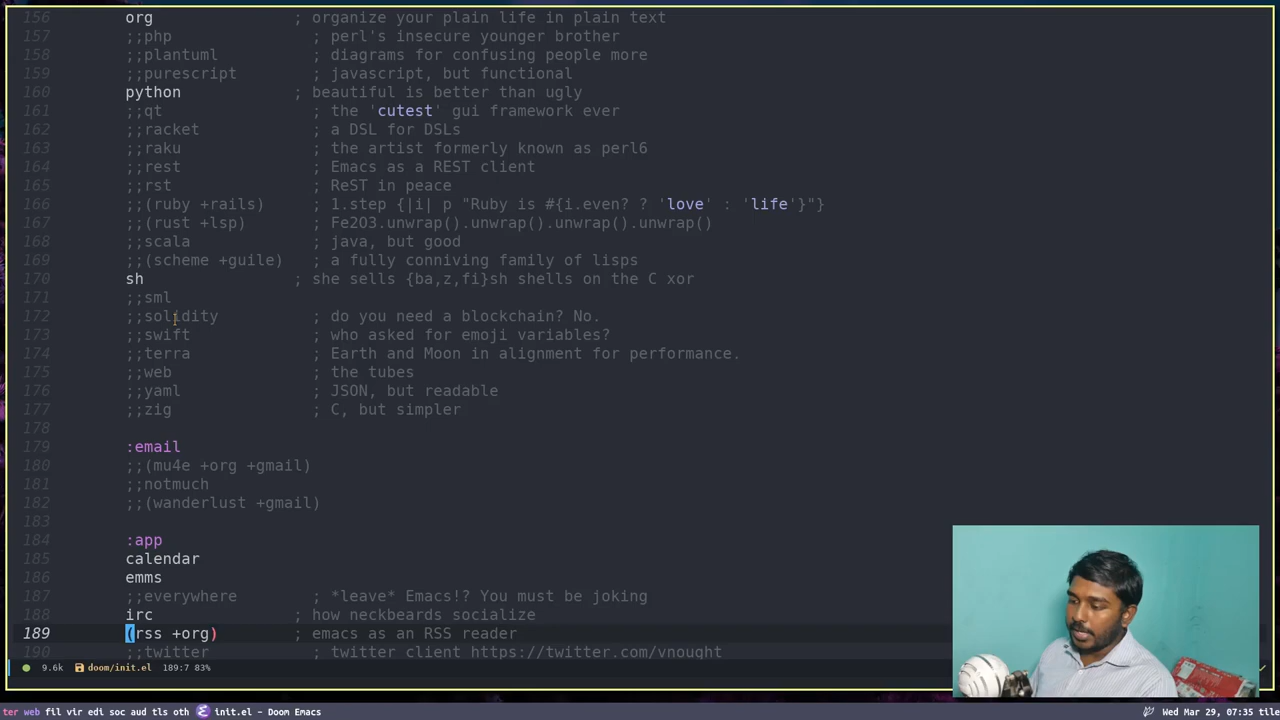 156 org ; organize your plain life in plain text
157 ;;php ; perl's insecure younger brother
158 ;;plantuml ; diagrams for confusing people more
159 ;;purescript ; javascript, but functional
160 python ; beautiful is better than ugly
161 ;;qt ; the 'cutest' gui framework ever
162 ;;racket ; a DSL for DSLs
163 ;;raku ; the artist formerly known as perl6
164 ;;rest ; Emacs as a REST client
165 ;;rst ; ReST in peace
166 ;;(ruby +rails) ; 1.step {|i| p "Ruby is #{i.even? ? 'love' : 'life'}"}
167 ;;(rust +lsp) ; Fe2O3.unwrap().unwrap().unwrap().unwrap()
168 ;;scala ; java, but good
169 ;;(scheme +guile) ; a fully conniving family of lisps
170 sh ; she sells {ba,z,fi}sh shells on the C xor
171 ;;sml
172 ;;solidity ; do you need a blockchain? No.
173 ;;swift ; who asked for emoji variables?
174 ;;terra ; Earth and Moon in alignment for performance.
175 ;;web ; the tubes
176 ;;yaml ; JSON, but readable
177 ;;zig ; C, but simpler
178
179 :email
180 ;;(mu4e +org +gmail)
181 ;;notmuch
182 ;;(wanderlust +gmail)
183
184 :app
185 calendar
186 emms
187 ;;everywhere ; *leave* Emacs!? You must be joking
188 irc ; how neckbeards socialize
189 (rss +org) ; emacs as an RSS reader
190 ;;twitter ; twitter client https://twitter.com/vnought
9.6k doom/init.el 189:7 83%
ter web fil vir edi soc aud tls oth init.el – Doom Emacs Wed Mar 29, 07:35 tile